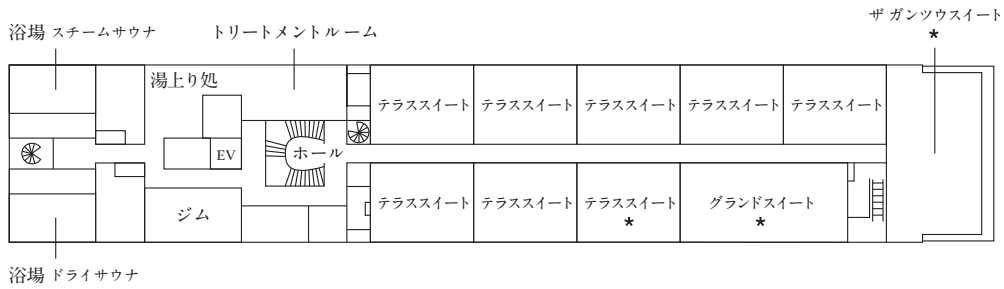 ザ ガンツウスイート
*
浴場 スチームサウナ
トリートメントルーム
湯上り処
テラススイート
テラススイート
テラススイート
テラススイート
テラススイート
EV
ホール
ジム
テラススイート
テラススイート
テラススイート
*
グランドスイート
*
浴場 ドライサウナ